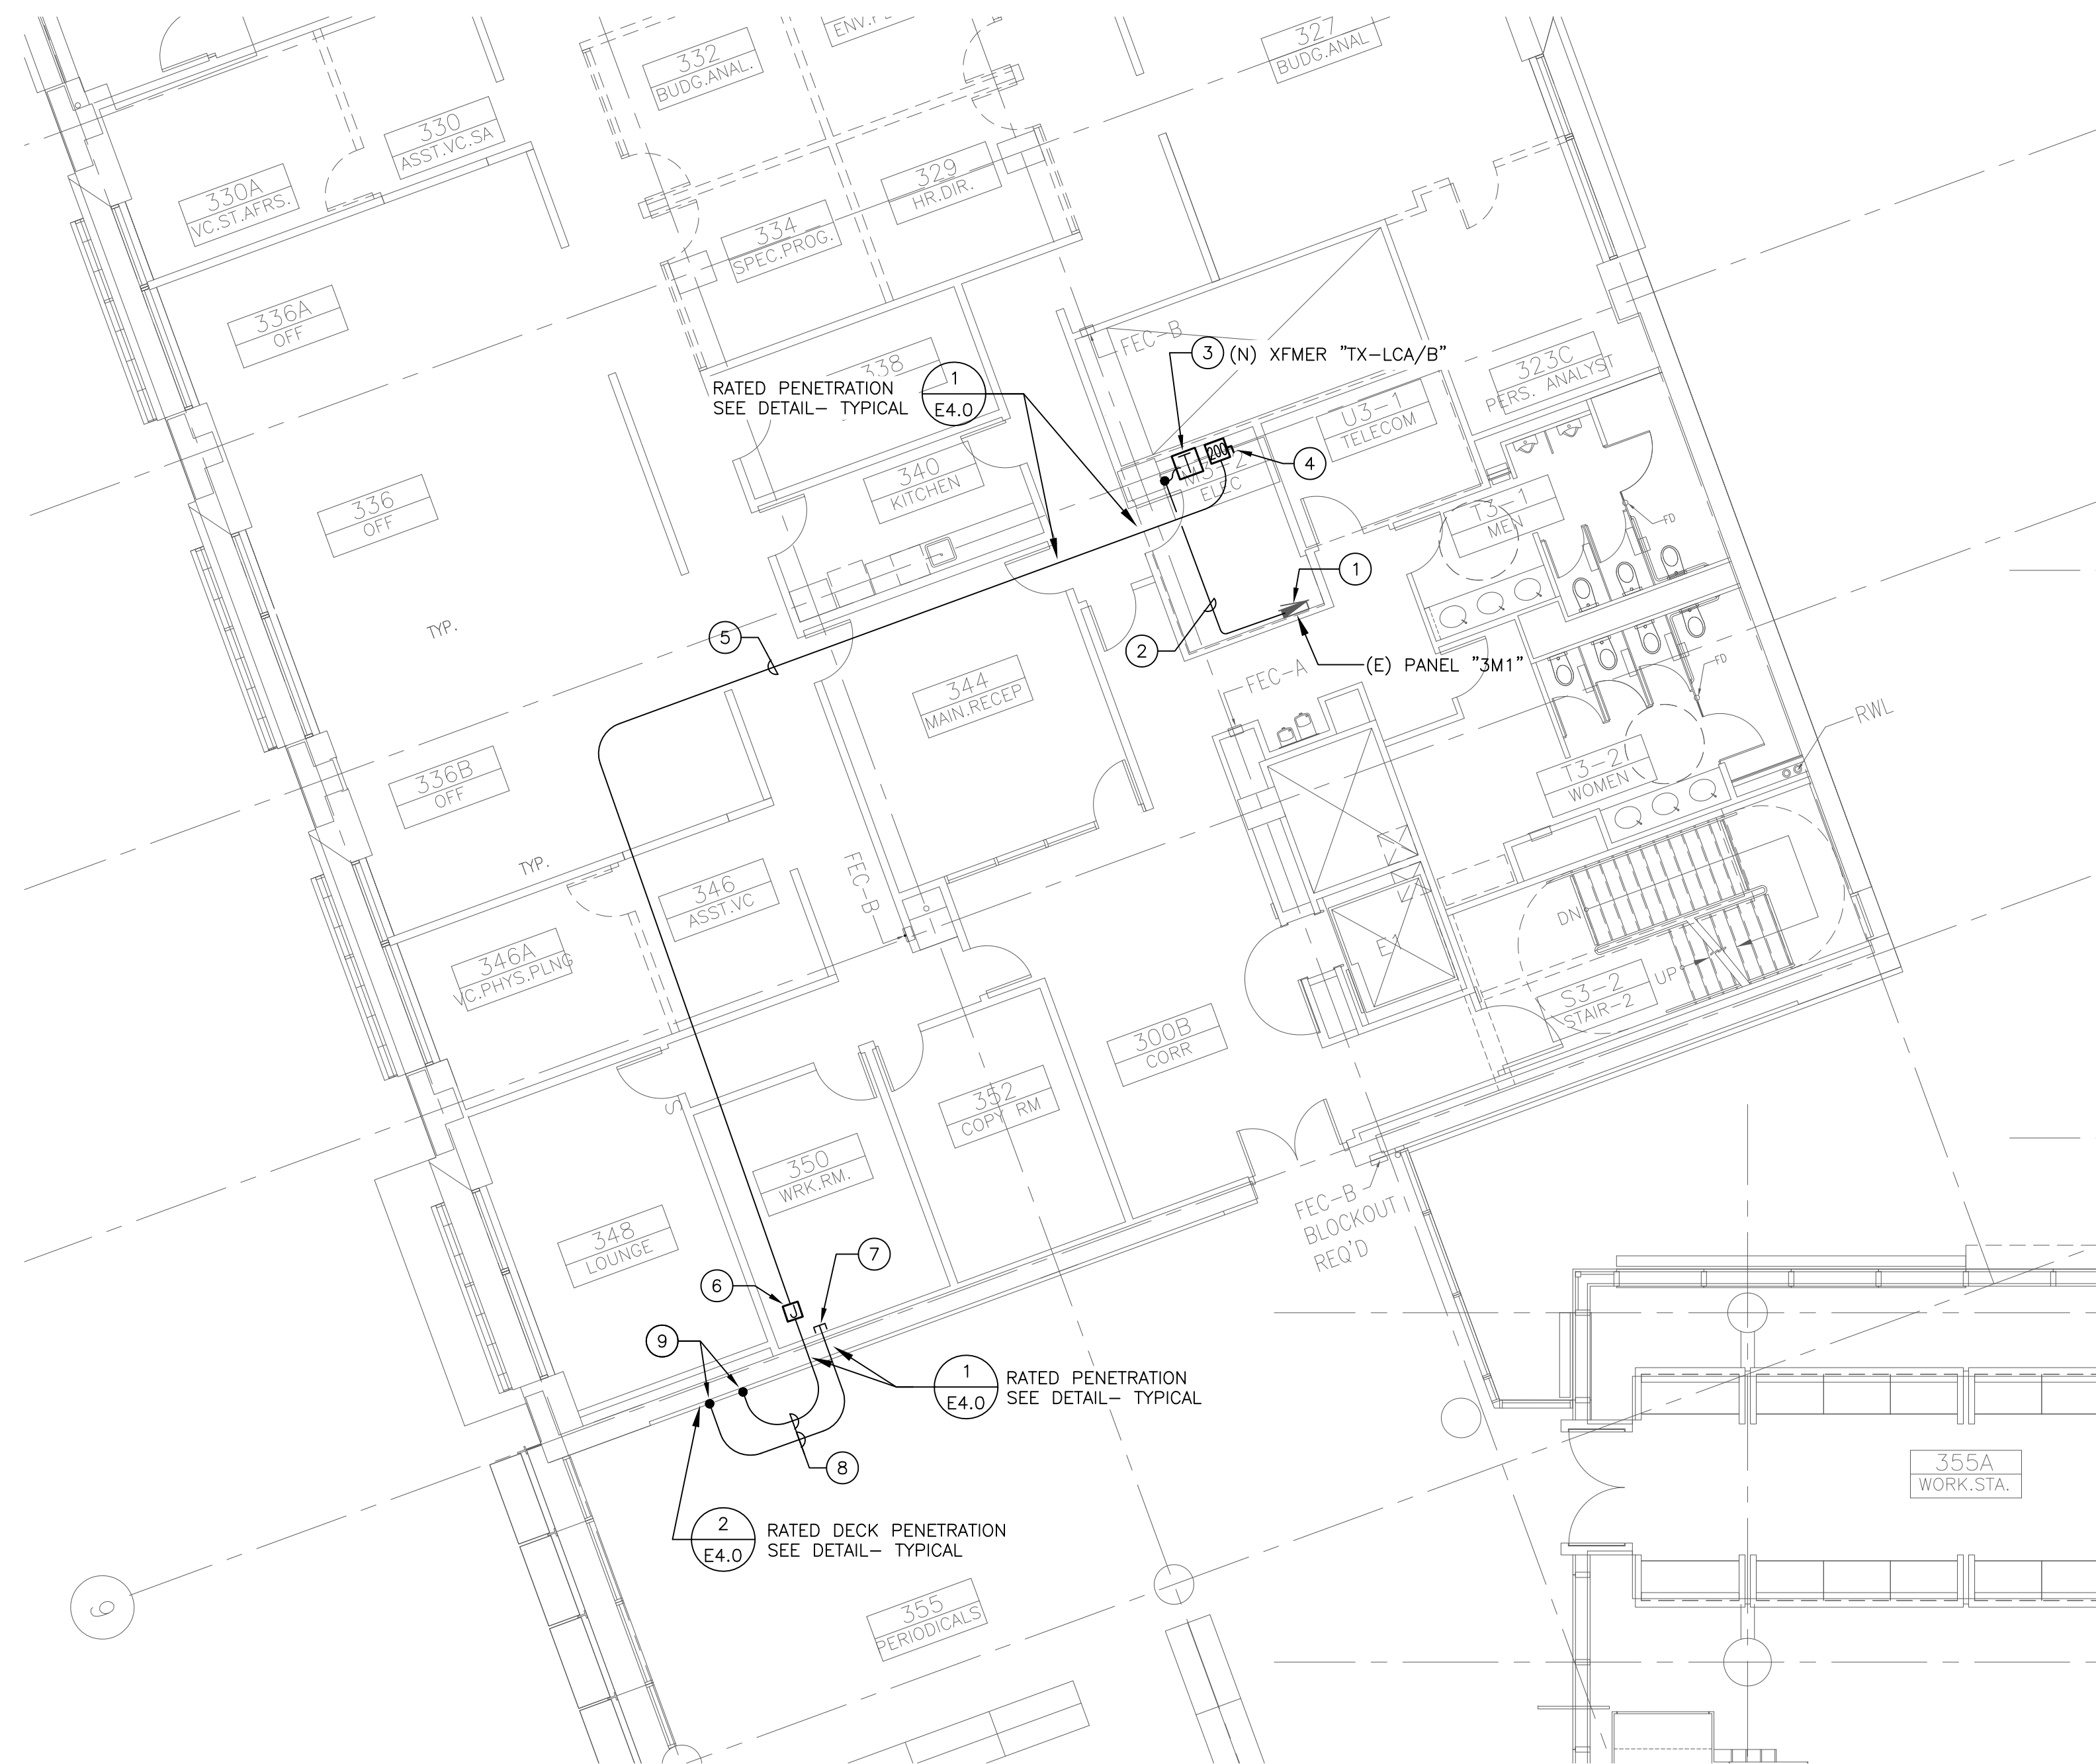 327
BUDG.ANAL
332
BUDG.ANAL.
330
ASST.VC.SA
329
HR.DIR.
330A
VC.ST.AFRS.
334
SPEC.PROG.
336A
OFF
FEC-B
3
(N) XFMER "TX-LCA/B"
338
323C
PERS. ANALYST
RATED PENETRATION
SEE DETAIL- TYPICAL
1
E4.0
U3-1
TELECOM
T
200
4
M3-2
ELEC
340
KITCHEN
336
OFF
T3-1
MEN
FD
1
TYP.
5
2
(E) PANEL "3M1"
FEC-A
FD
344
MAIN.RECEP
RWL
336B
OFF
T3-2
WOMEN
TYP.
FEC-B
346
ASST.VC
DN
E1
346A
VC.PHYS.PLNG
UP
S3-2
STAIR-2
300B
CORR
S
352
COPY RM
350
WRK.RM.
FEC-B
BLOCKOUT
REQ'D
348
LOUNGE
7
6
J
9
1
E4.0
RATED PENETRATION
SEE DETAIL- TYPICAL
8
355A
WORK.STA.
2
E4.0
RATED DECK PENETRATION
SEE DETAIL- TYPICAL
9
355
PERIODICALS